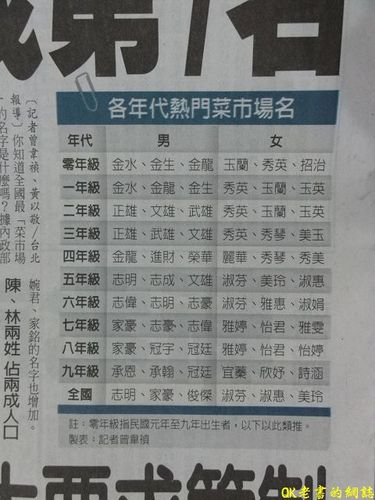 成第1名
各年代熱門菜市場名
年代 男 女
零年級 金水、金生、金龍 玉蘭、秀英、招治
一年級 金水、金龍、金生 秀英、玉蘭、玉英
二年級 正雄、文雄、武雄 秀英、玉蘭、玉英
三年級 正雄、武雄、文雄 秀英、秀琴、美玉
四年級 金龍、進財、榮華 麗華、秀琴、秀美
五年級 志明、志成、文雄 淑芬、美玲、淑惠
六年級 志偉、志明、志豪 淑芬、雅惠、淑娟
七年級 家豪、志豪、志偉 雅婷、怡君、雅雯
八年級 家豪、冠宇、冠廷 雅婷、怡君、怡婷
九年級 承恩、承翰、冠廷 宜蓁、欣妤、詩涵
全國 志明、家豪、俊傑 淑芬、淑惠、美玲
註：零年級指民國元年至九年出生者，以下以此類推。
製表：記者曾韋禎
〔記者曾韋禎、黃以敬／台北
報導〕你知道全國最「菜市場
的名字是什麼嗎？據內政部
婉君、家銘的名字也增加。
陳、林兩姓 佔兩成人口
QK老書的網誌